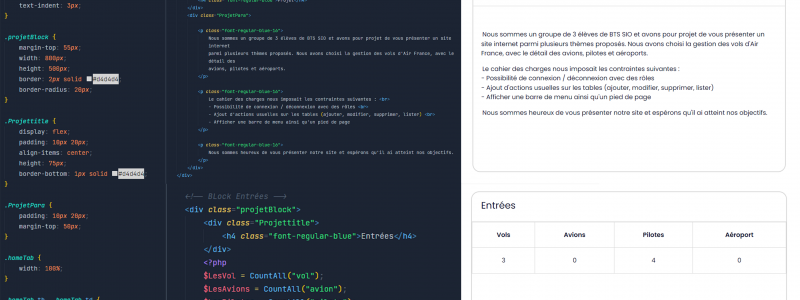 text-indent: 3px;
}
.projetBlock {
margin-top: 55px;
width: 800px;
height: 500px;
border: 2px solid #d4d4d4;
border-radius: 20px;
}
.Projettitle {
display: flex;
padding: 10px 20px;
align-items: center;
height: 75px;
border-bottom: 1px solid #d4d4d4;
}
.ProjetPara {
padding: 10px 20px;
margin-top: 50px;
}
.homeTab {
width: 100%;
}
</div>
<div class="ProjetPara">
<p class="font-regular-blue-16">
Nous sommes un groupe de 3 élèves de BTS SIO et avons pour projet de vous présenter un site
internet
parmi plusieurs thèmes proposés. Nous avons choisi la gestion des vols d'Air France, avec le
détail des
avions, pilotes et aéroports.
</p>
<p class="font-regular-blue-16">
Le cahier des charges nous imposait les contraintes suivantes : <br>
- Possibilité de connexion / déconnexion avec des rôles <br>
- Ajout d'actions usuelles sur les tables (ajouter, modifier, supprimer, lister) <br>
- Afficher une barre de menu ainsi qu'un pied de page
</p>
<p class="font-regular-blue-16">
Nous sommes heureux de vous présenter notre site et espérons qu'il ai atteint nos objectifs.
</p>
</div>
</div>
<!-- BLock Entrées -->
<div class="projetBlock">
<div class="Projettitle">
<h4 class="font-regular-blue">Entrées</h4>
</div>
<?php
$LesVol = CountAll("vol");
$LesAvions = CountAll("avion");
Nous sommes un groupe de 3 élèves de BTS SIO et avons pour projet de vous présenter un
site internet parmi plusieurs thèmes proposés. Nous avons choisi la gestion des vols d'Air
France, avec le détail des avions, pilotes et aéroports.
Le cahier des charges nous imposait les contraintes suivantes :
- Possibilité de connexion / déconnexion avec des rôles
- Ajout d'actions usuelles sur les tables (ajouter, modifier, supprimer, lister)
- Afficher une barre de menu ainsi qu'un pied de page
Nous sommes heureux de vous présenter notre site et espérons qu'il ai atteint nos objectifs.
Entrées
Vols Avions Pilotes Aéroport
3 0 4 0